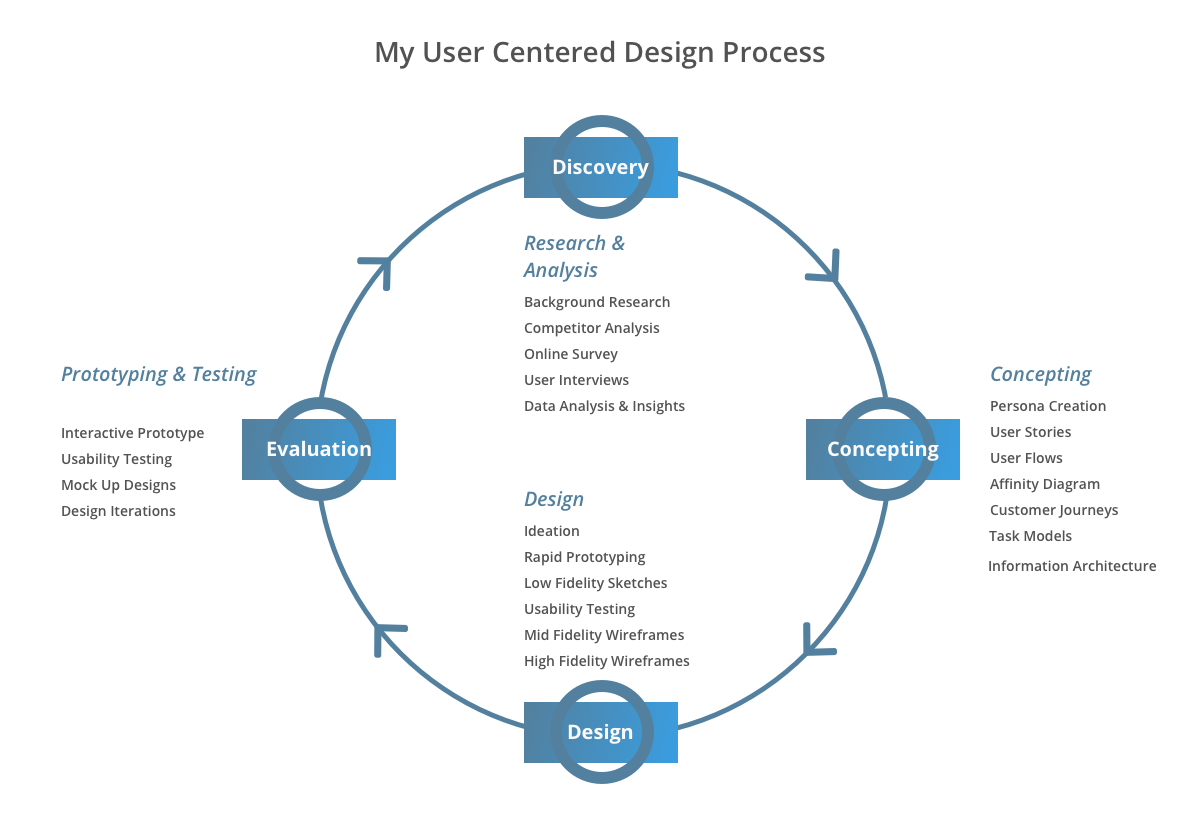 My User Centered Design Process
Discovery
Research &
Analysis
Background Research
Competitor Analysis
Online Survey
User Interviews
Data Analysis & Insights
Prototyping & Testing
Interactive Prototype
Usability Testing
Mock Up Designs
Design Iterations
Evaluation
Concepting
Concepting
Persona Creation
User Stories
User Flows
Affinity Diagram
Customer Journeys
Task Models
Information Architecture
Design
Ideation
Rapid Prototyping
Low Fidelity Sketches
Usability Testing
Mid Fidelity Wireframes
High Fidelity Wireframes
Design